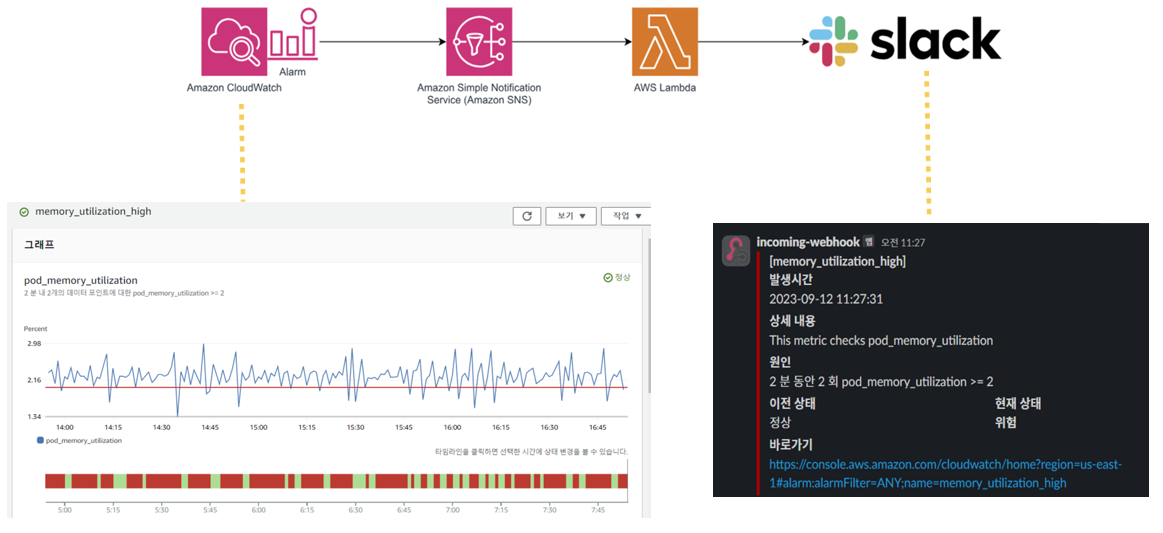 slack
Alarm
Amazon CloudWatch
Amazon Simple Notification
Service (Amazon SNS)
AWS Lambda
memory_utilization_high
보기 ▼
작업 ▼
그래프
pod_memory_utilization
정상
2 분 내 2개의 데이터 포인트에 대한 pod_memory_utilization >= 2
Percent
2.98
2.16
1.34
14:00 14:15 14:30 14:45 15:00 15:15 15:30 15:45 16:00 16:15 16:30 16:45
pod_memory_utilization
타임라인을 클릭하면 선택한 시간에 상태 변경을 볼 수 있습니다.
5:00 5:15 5:30 5:45 6:00 6:15 6:30 6:45 7:00 7:15 7:30 7:45
incoming-webhook 앱 오전 11:27
[memory_utilization_high]
발생시간
2023-09-12 11:27:31
상세 내용
This metric checks pod_memory_utilization
원인
2 분 동안 2 회 pod_memory_utilization >= 2
이전 상태 현재 상태
정상 위험
바로가기
https://console.aws.amazon.com/cloudwatch/home?region=us-east-
1#alarm:alarmFilter=ANY;name=memory_utilization_high